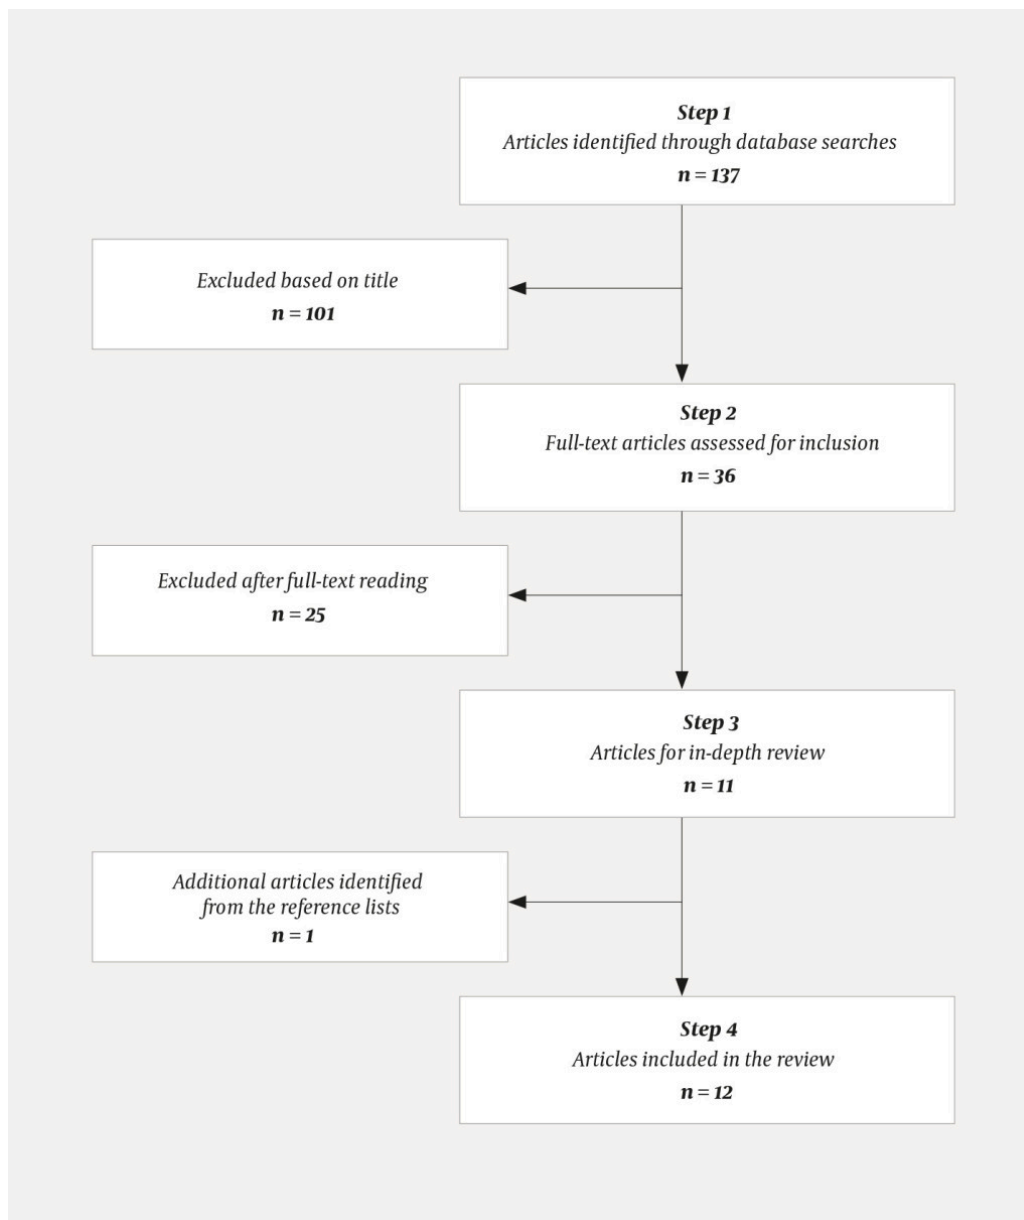 Step 1
Articles identified through database searches
n = 137
Excluded based on title
n = 101
Step 2
Full-text articles assessed for inclusion
n = 36
Excluded after full-text reading
n = 25
Step 3
Articles for in-depth review
n = 11
Additional articles identified
from the reference lists
n = 1
Step 4
Articles included in the review
n = 12